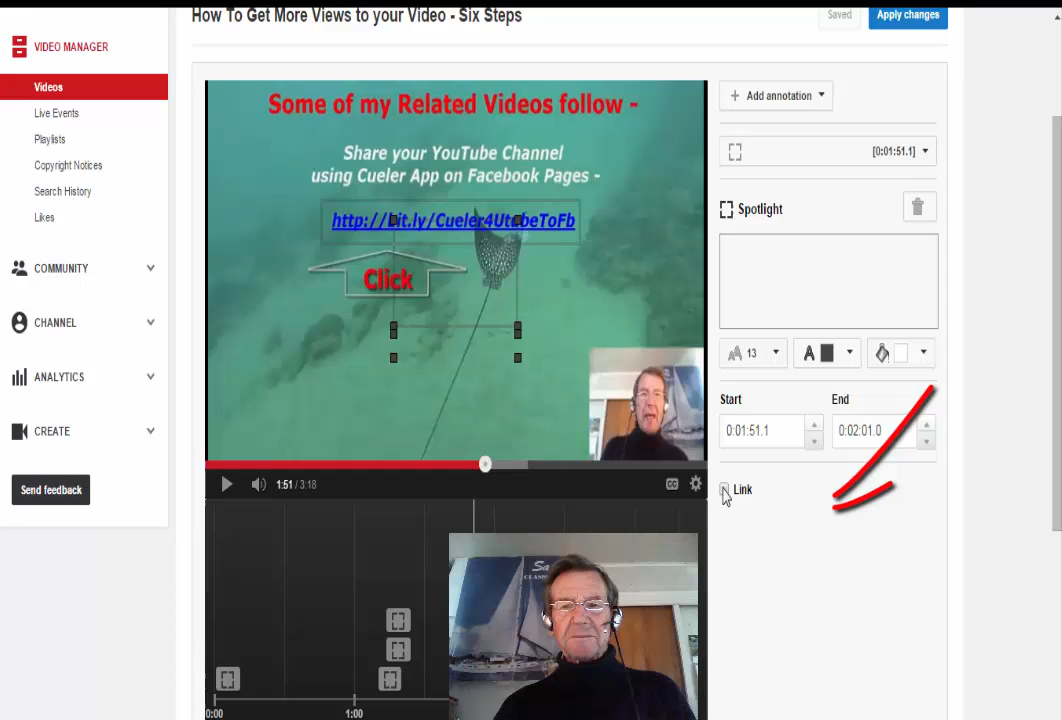 How To Get More Views to your Video - Six Steps
Saved
Apply changes
VIDEO MANAGER
Videos
Live Events
Playlists
Copyright Notices
Search History
Likes
COMMUNITY
CHANNEL
ANALYTICS
CREATE
Send feedback
Some of my Related Videos follow -
Share your YouTube Channel
using Cueler App on Facebook Pages -
http://bit.ly/Cueler4UtubeToFb
Click
1:51 / 3:18
CC
0:00
1:00
+ Add annotation
[0:01:51.1]
Spotlight
AA 13
A
Start
End
0:01:51.1
0:02:01.0
Link